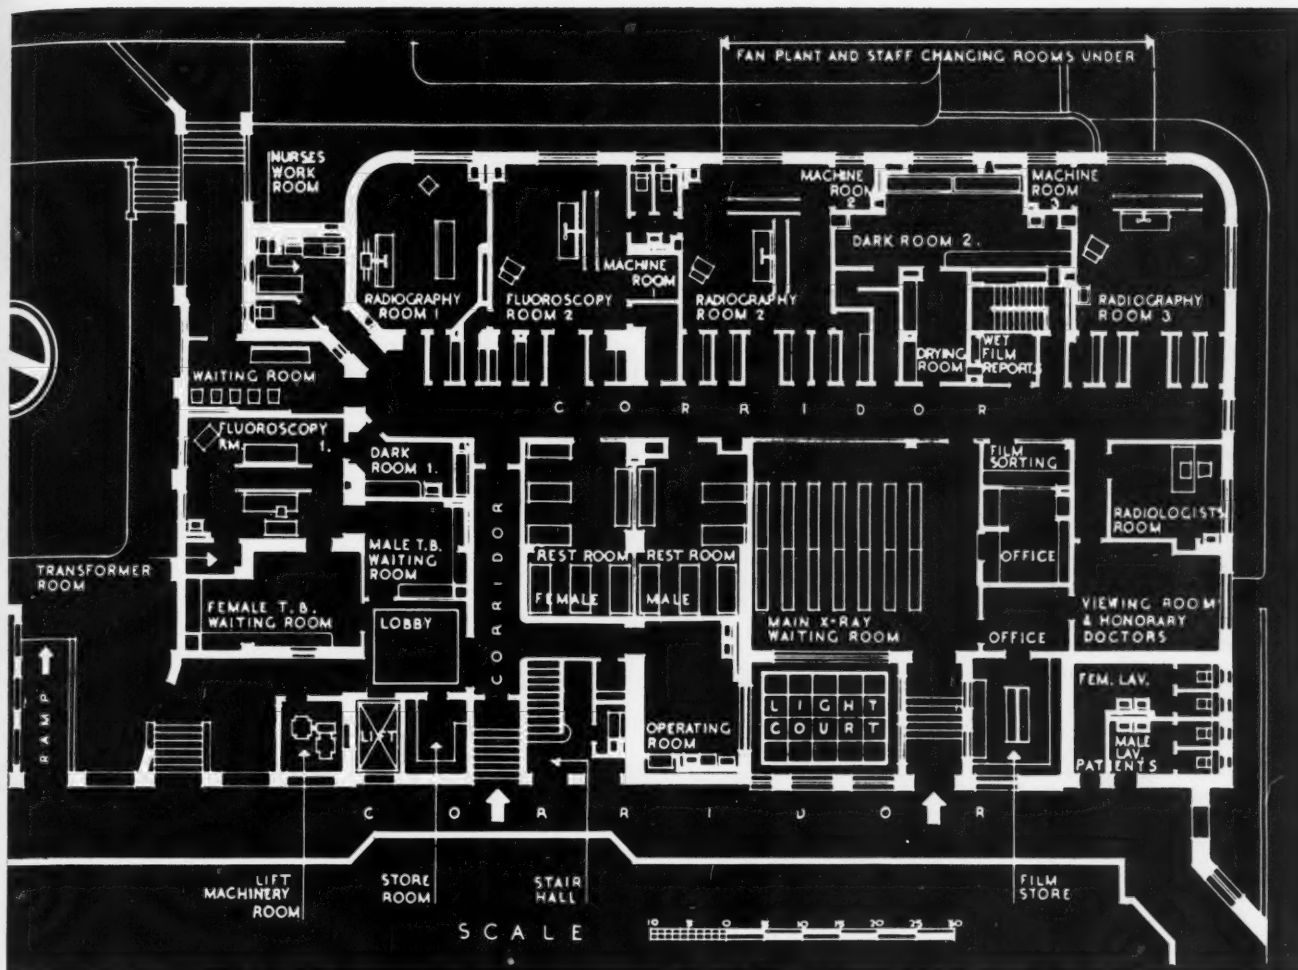 FAN PLANT AND STAFF CHANGING ROOMS UNDER
NURSES
WORK
ROOM
MACHINE
ROOM
2
MACHINE
ROOM
3
DARK ROOM 2.
MACHINE
ROOM
1
RADIOGRAPHY
ROOM 1
FLUOROSCOPY
ROOM 2
RADIOGRAPHY
ROOM 2
RADIOGRAPHY
ROOM 3
DRYING
ROOM
WET
FILM
REPORTS
WAITING ROOM
CORRIDOR
FLUOROSCOPY
RM. 1.
DARK
ROOM 1.
FILM
SORTING
RADIOLOGISTS
ROOM
CORRIDOR
MALE T.B.
WAITING
ROOM
REST ROOM
FEMALE
REST ROOM
MALE
OFFICE
TRANSFORMER
ROOM
FEMALE T.B.
WAITING ROOM
LOBBY
MAIN X-RAY
WAITING ROOM
OFFICE
VIEWING ROOM
& HONORARY
DOCTORS
RAMP
LIFT
OPERATING
ROOM
LIGHT
COURT
FEM. LAV.
MALE
LAV
PATIENTS
CORRIDOR
LIFT
MACHINERY
ROOM
STORE
ROOM
STAIR
HALL
FILM
STORE
SCALE
10 5 0 5 10 15 20 25 30